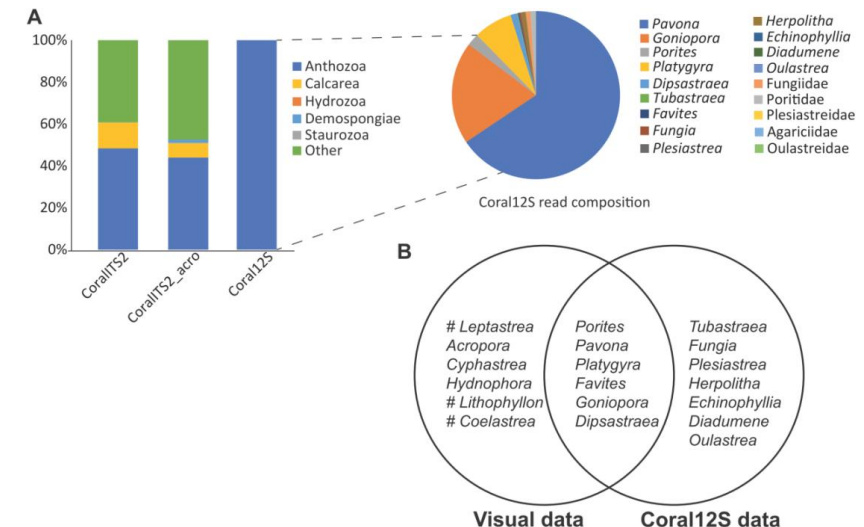 A
100%
80%
60%
40%
20%
0%
CoralITS2
CoralITS2_acro
Coral12S
Anthozoa
Calcarea
Hydrozoa
Demospongiae
Staurozoa
Other
Pavona
Goniopora
Porites
Platygyra
Dipsastraea
Tubastraea
Favites
Fungia
Plesiastrea
Herpolitha
Echinophyllia
Diadumene
Oulastrea
Fungiidae
Poritidae
Plesiastreidae
Agariciidae
Oulastreidae
Coral12S read composition
B
# Leptastrea
Acropora
Cyphastrea
Hydnophora
# Lithophyllon
# Coelastrea
Porites
Pavona
Platygyra
Favites
Goniopora
Dipsastraea
Tubastraea
Fungia
Plesiastrea
Herpolitha
Echinophyllia
Diadumene
Oulastrea
Visual data
Coral12S data